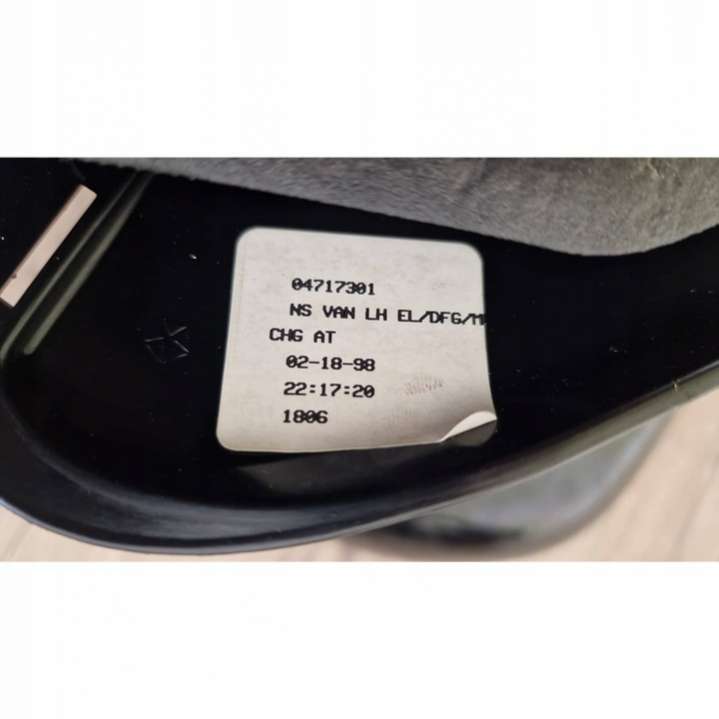 04717301
NS VAN LH EL/DFG/M
CHG AT
02-18-98
22:17:20
1806